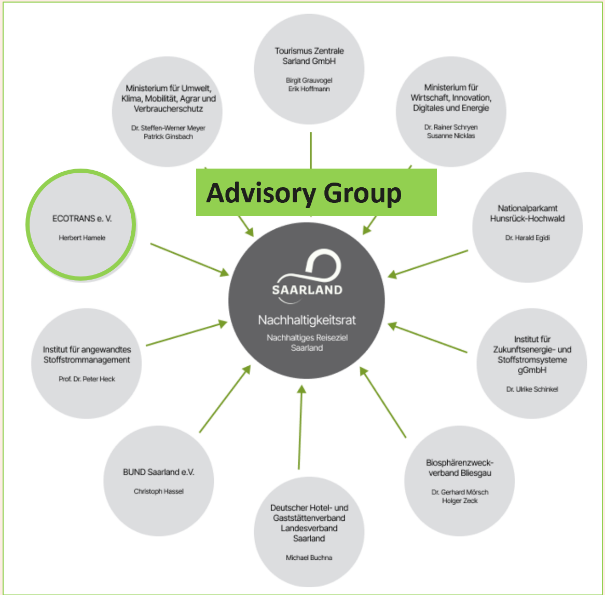 Tourismus Zentrale
Sarland GmbH
Birgit Grauvogel
Erik Hoffmann
Ministerium für Umwelt,
Klima, Mobilität, Agrar und
Verbraucherschutz
Dr. Steffen-Werner Meyer
Patrick Ginsbach
Ministerium für
Wirtschaft, Innovation,
Digitales und Energie
Dr. Rainer Schryen
Susanne Nicklas
Advisory Group
ECOTRANS e. V.
Herbert Hamele
Nationalparkamt
Hunsrück-Hochwald
Dr. Harald Egidi
SAARLAND
Nachhaltigkeitsrat
Nachhaltiges Reiseziel
Saarland
Institut für angewandtes
Stoffstrommanagement
Prof. Dr. Peter Heck
Institut für
Zukunftsenergie- und
Stoffstromsysteme
gGmbH
Dr. Ulrike Schinkel
BUND Saarland e.V.
Christoph Hassel
Biosphärenzweck-
verband Bliesgau
Dr. Gerhard Mörsch
Holger Zeck
Deutscher Hotel- und
Gaststättenverband
Landesverband
Saarland
Michael Buchna